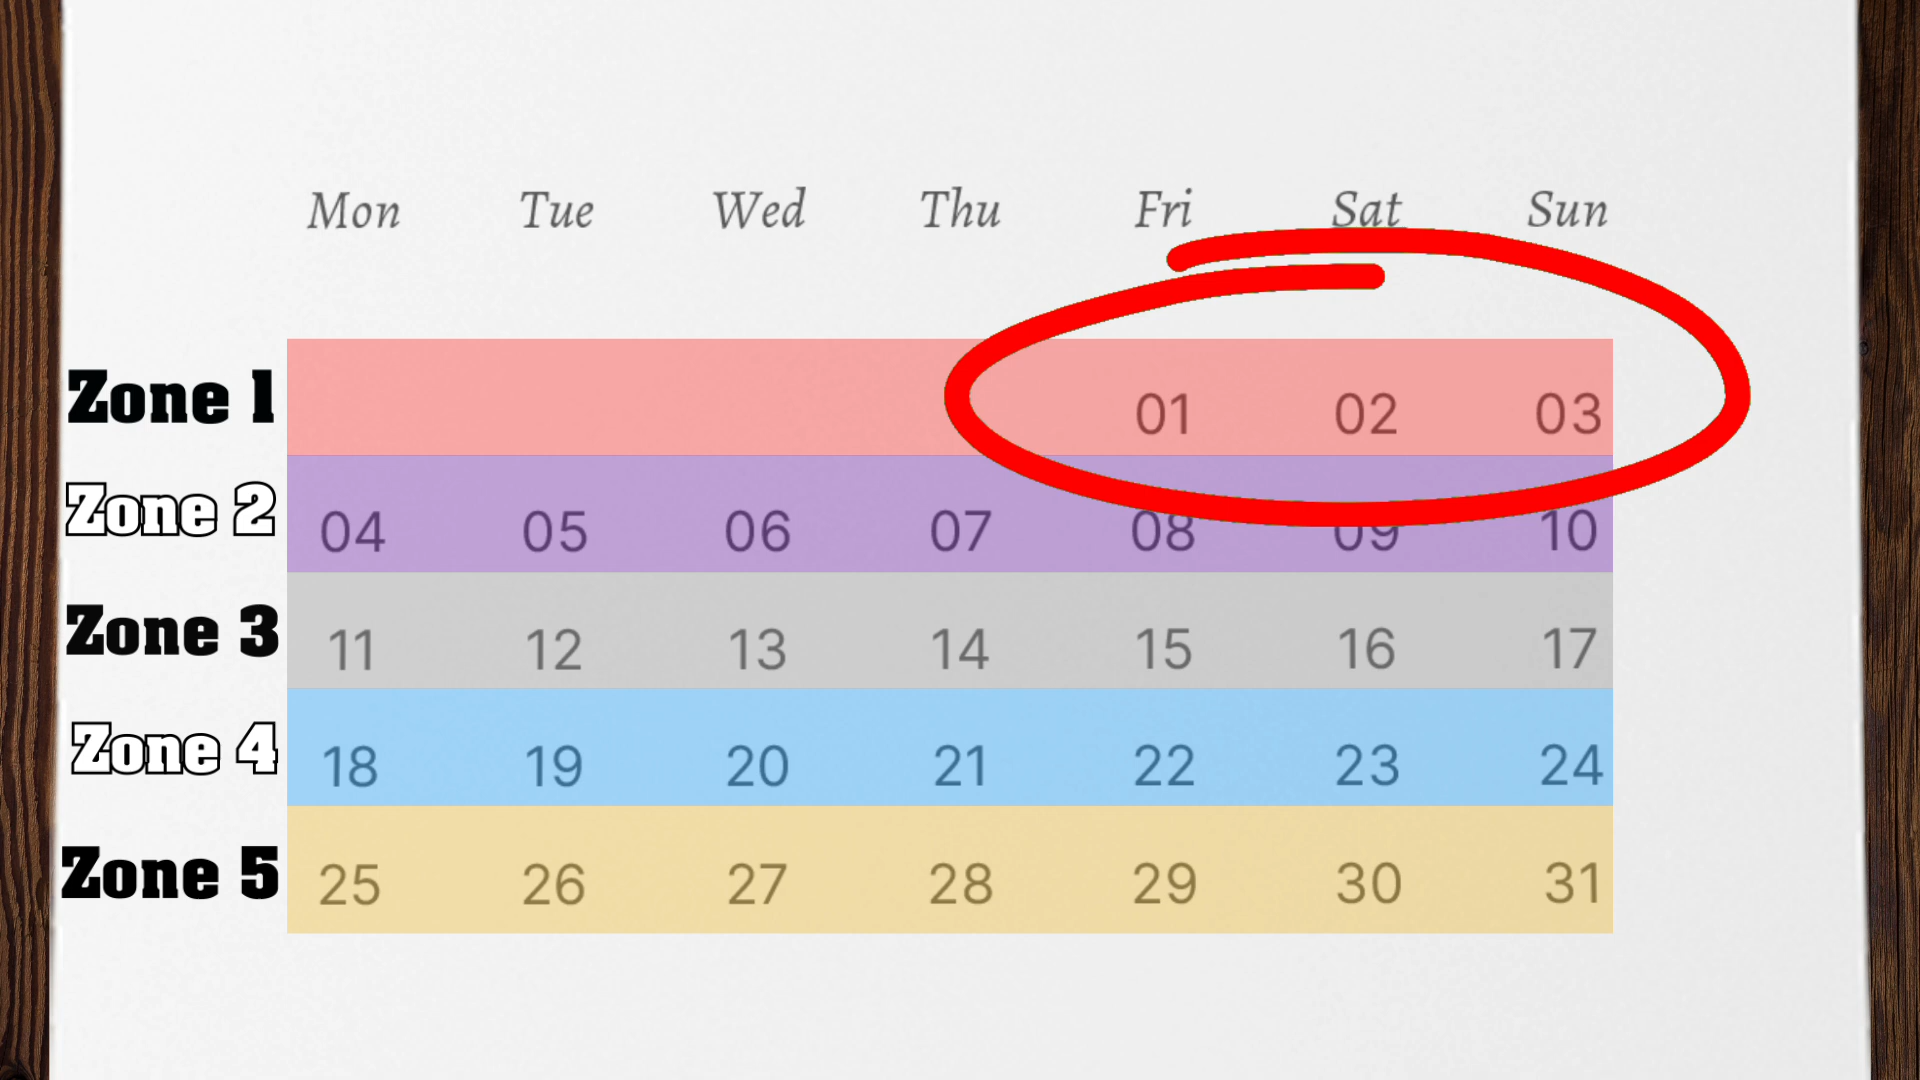 Mon Tue Wed Thu Fri Sat Sun
Zone 1 01 02 03
Zone 2 04 05 06 07 08 09 10
Zone 3 11 12 13 14 15 16 17
Zone 4 18 19 20 21 22 23 24
Zone 5 25 26 27 28 29 30 31